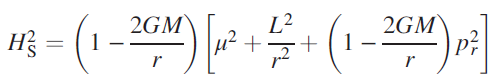 H_S^2 = \left(1 - \frac{2GM}{r}\right) \left[ \mu^2 + \frac{L^2}{r^2} + \left(1 - \frac{2GM}{r}\right) p_r^2 \right]